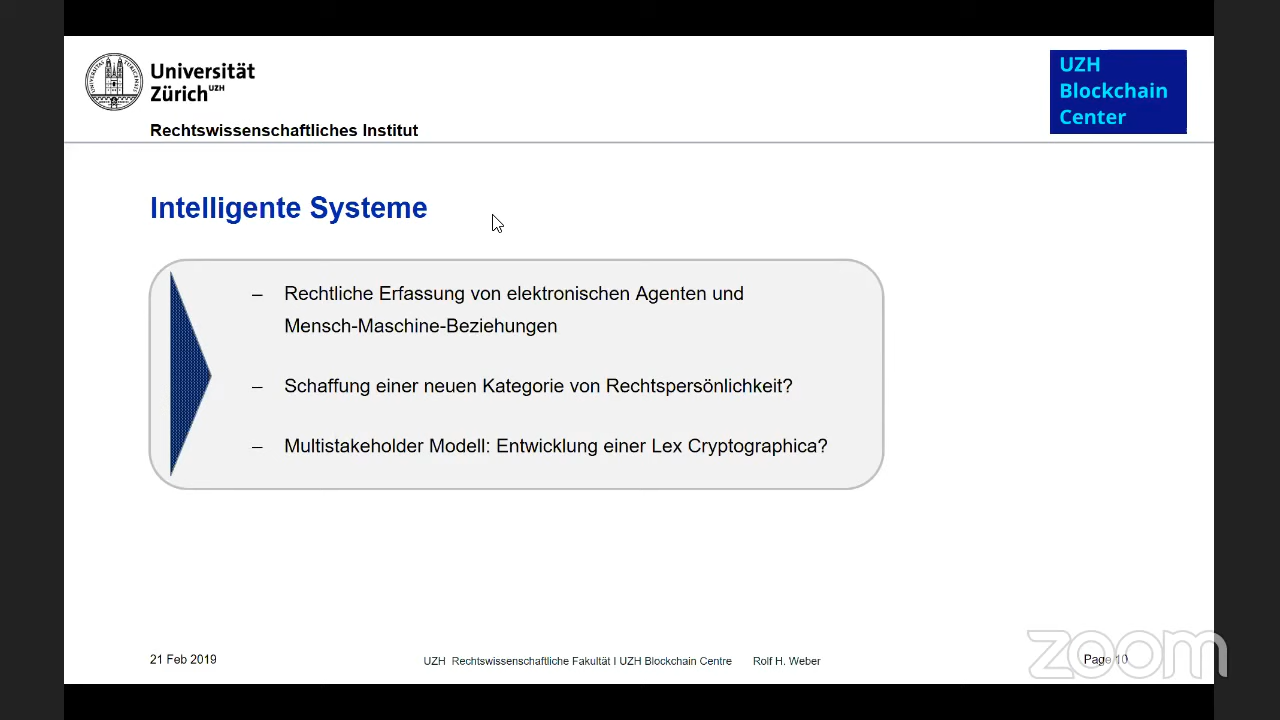 Universität
Zürich UZH
UZH
Blockchain
Center
Rechtswissenschaftliches Institut
Intelligente Systeme
– Rechtliche Erfassung von elektronischen Agenten und
Mensch-Maschine-Beziehungen
– Schaffung einer neuen Kategorie von Rechtspersönlichkeit?
– Multistakeholder Modell: Entwicklung einer Lex Cryptographica?
21 Feb 2019
UZH Rechtswissenschaftliche Fakultät I UZH Blockchain Centre Rolf H. Weber
Page 10
zoom